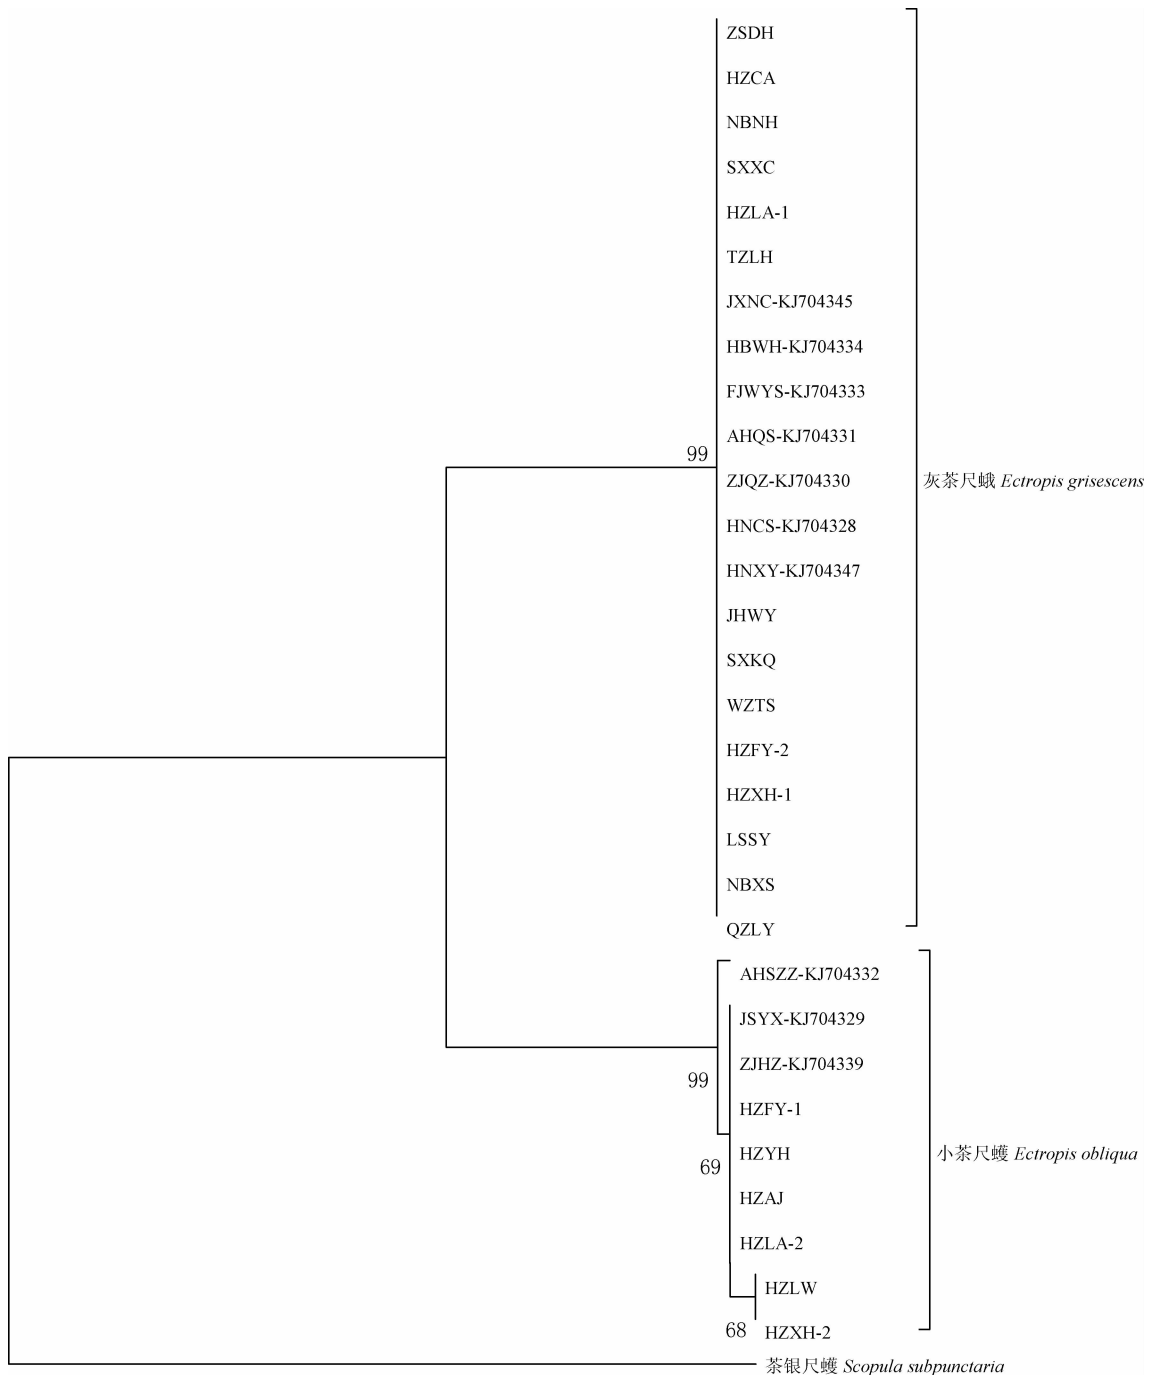 ZSDH
HZCA
NBNH
SXXC
HZLA-1
TZLH
JXNC-KJ704345
HBWH-KJ704334
FJWYS-KJ704333
AHQS-KJ704331
99
ZJQZ-KJ704330
灰茶尺蛾 Ectropis grisescens
HNCS-KJ704328
HNXY-KJ704347
JHWY
SXKQ
WZTS
HZFY-2
HZXH-1
LSSY
NBXS
QZLY
AHSZZ-KJ704332
JSYX-KJ704329
ZJHZ-KJ704339
99
HZFY-1
HZYH
小茶尺蠖 Ectropis obliqua
69
HZAJ
HZLA-2
HZLW
68
HZXH-2
茶银尺蠖 Scopula subpunctaria